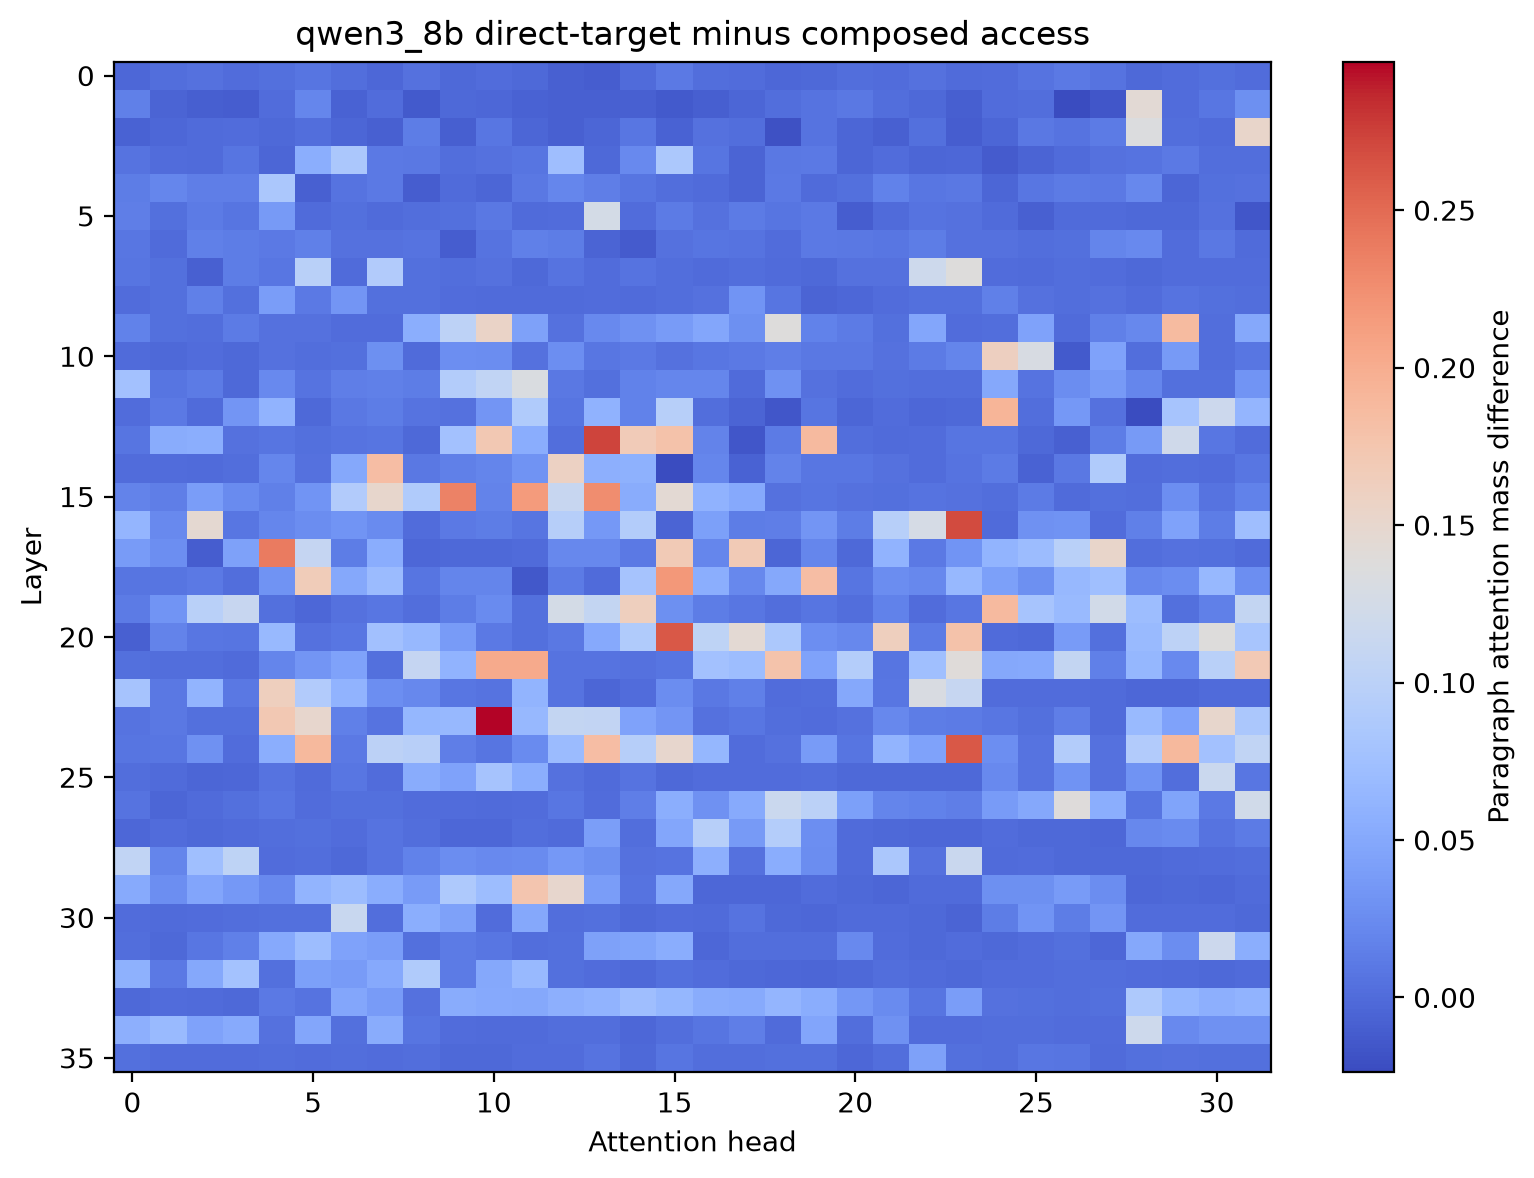 qwen3_8b direct-target minus composed access
0
5
10
15
20
25
30
35
Layer
0 5 10 15 20 25 30
Attention head
0.25
0.20
0.15
0.10
0.05
0.00
Paragraph attention mass difference